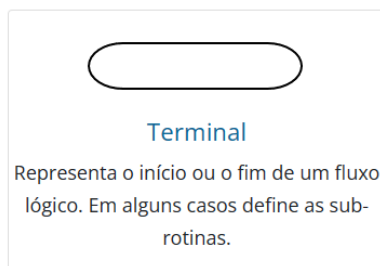 Terminal
Representa o início ou o fim de um fluxo
lógico. Em alguns casos define as sub-
rotinas.